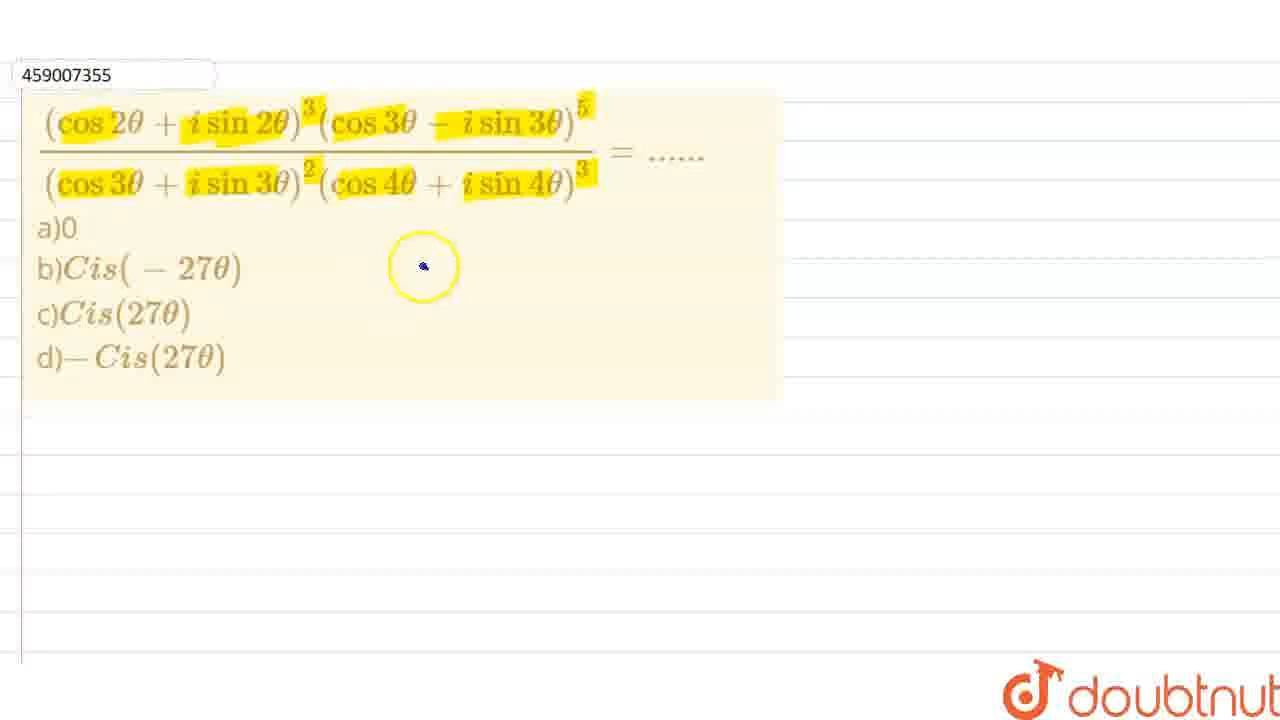 459007355
(cos 2θ + i sin 2θ)³ (cos 3θ − i sin 3θ)⁵
(cos 3θ + i sin 3θ)² (cos 4θ + i sin 4θ)³ = ......
a)0
b)Cis( − 27θ)
c)Cis(27θ)
d)− Cis(27θ)
doubtnut